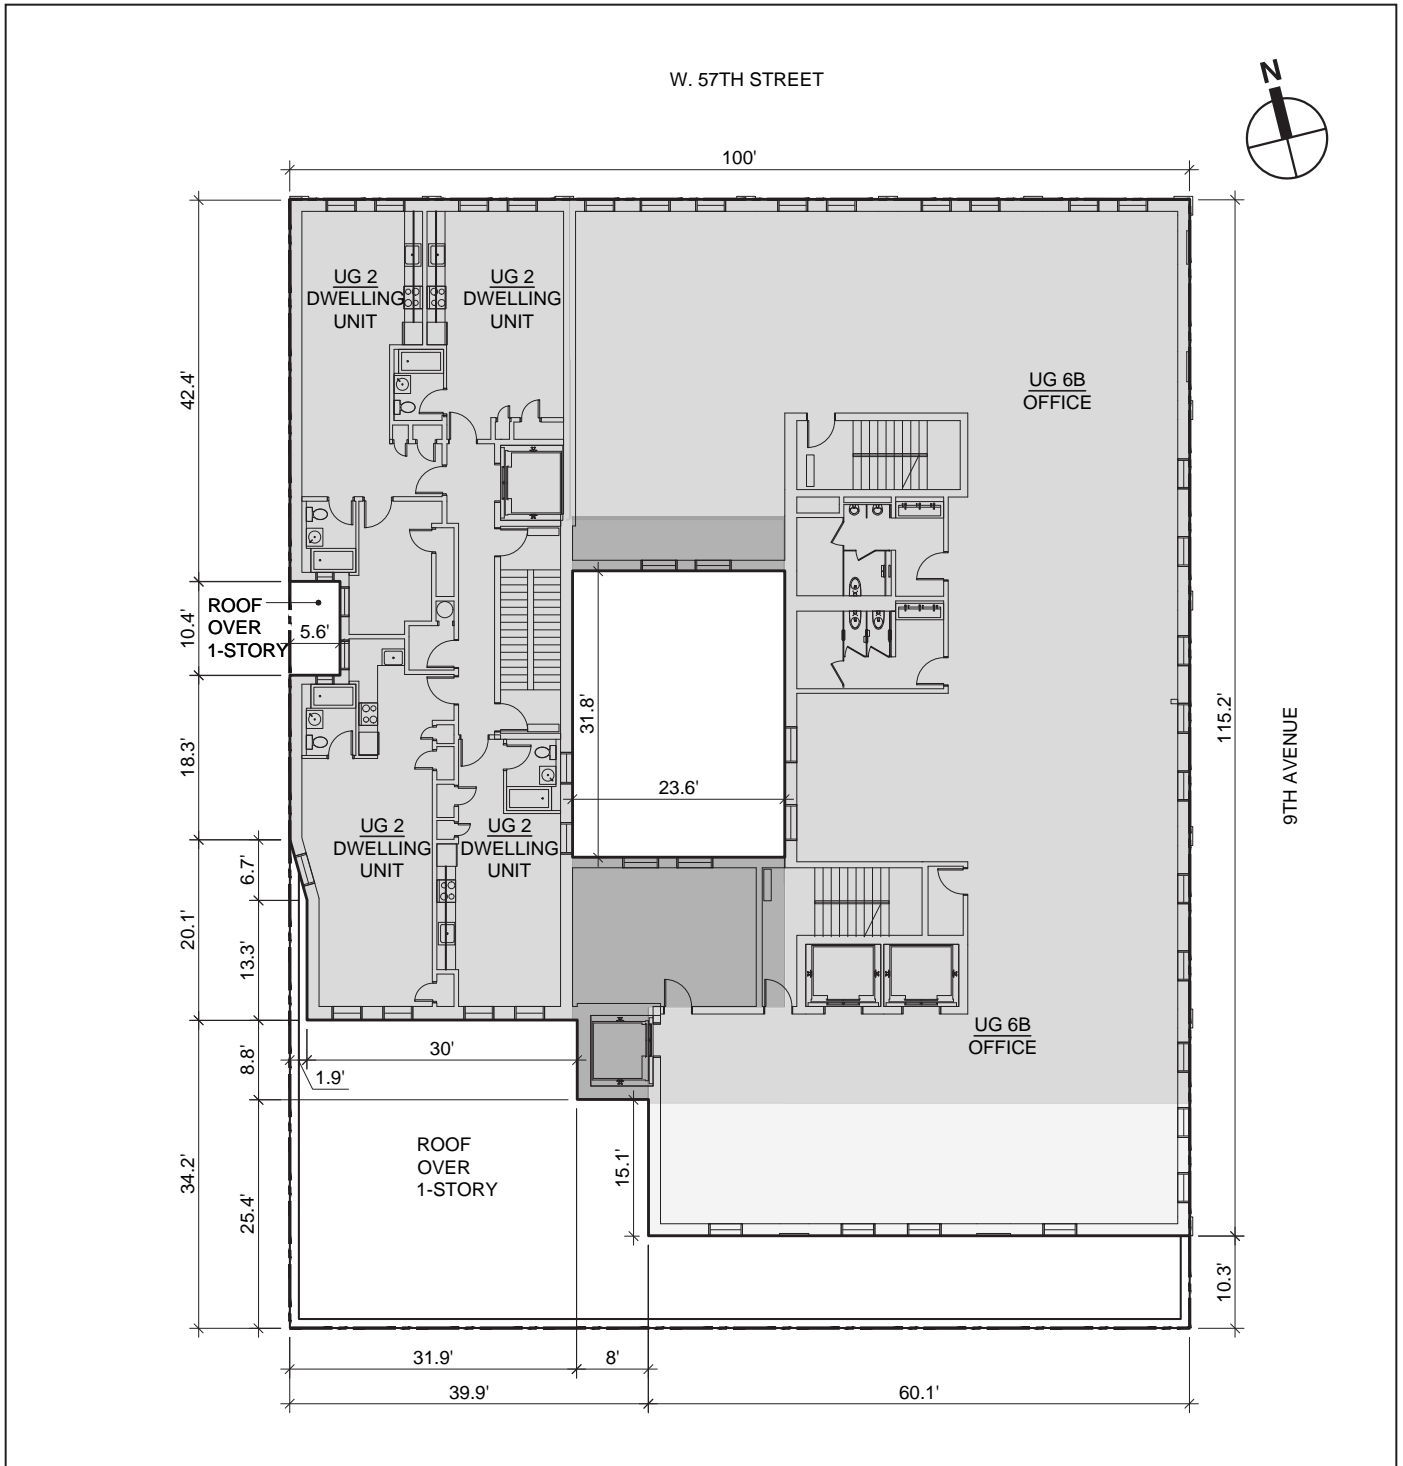 W. 57TH STREET
N
100'
UG 2
DWELLING
UNIT
UG 2
DWELLING
UNIT
42.4'
UG 6B
OFFICE
ROOF
OVER
1-STORY
5.6'
10.4'
31.8'
23.6'
115.2'
9TH AVENUE
18.3'
UG 2
DWELLING
UNIT
UG 2
DWELLING
UNIT
6.7'
20.1'
13.3'
UG 6B
OFFICE
30'
8.8'
1.9'
ROOF
OVER
1-STORY
15.1'
34.2'
25.4'
10.3'
31.9'
8'
39.9'
60.1'